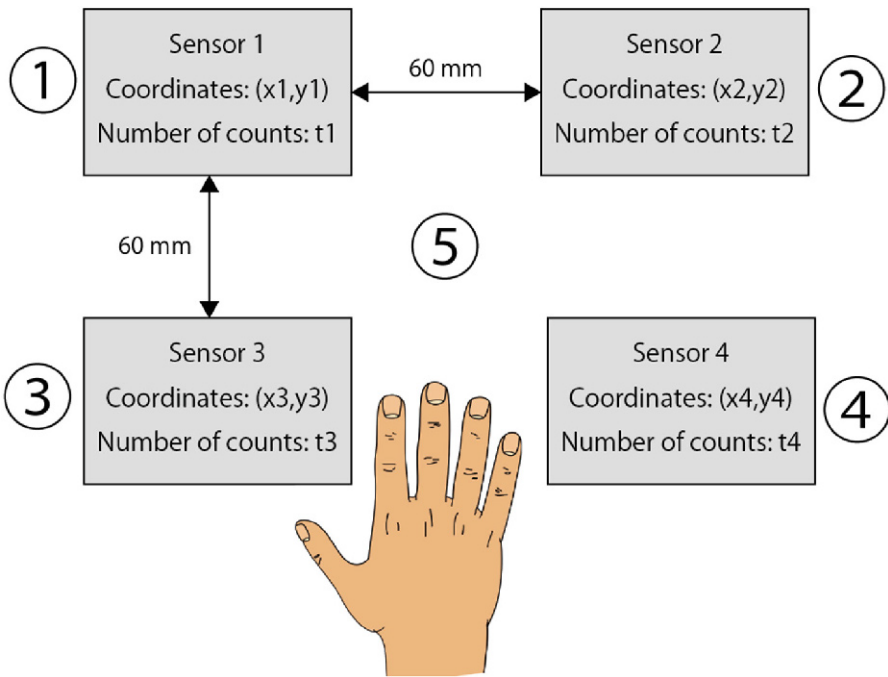 1
Sensor 1
Coordinates: (x1,y1)
Number of counts: t1
60 mm
Sensor 2
Coordinates: (x2,y2)
Number of counts: t2
2
60 mm
5
3
Sensor 3
Coordinates: (x3,y3)
Number of counts: t3
Sensor 4
Coordinates: (x4,y4)
Number of counts: t4
4